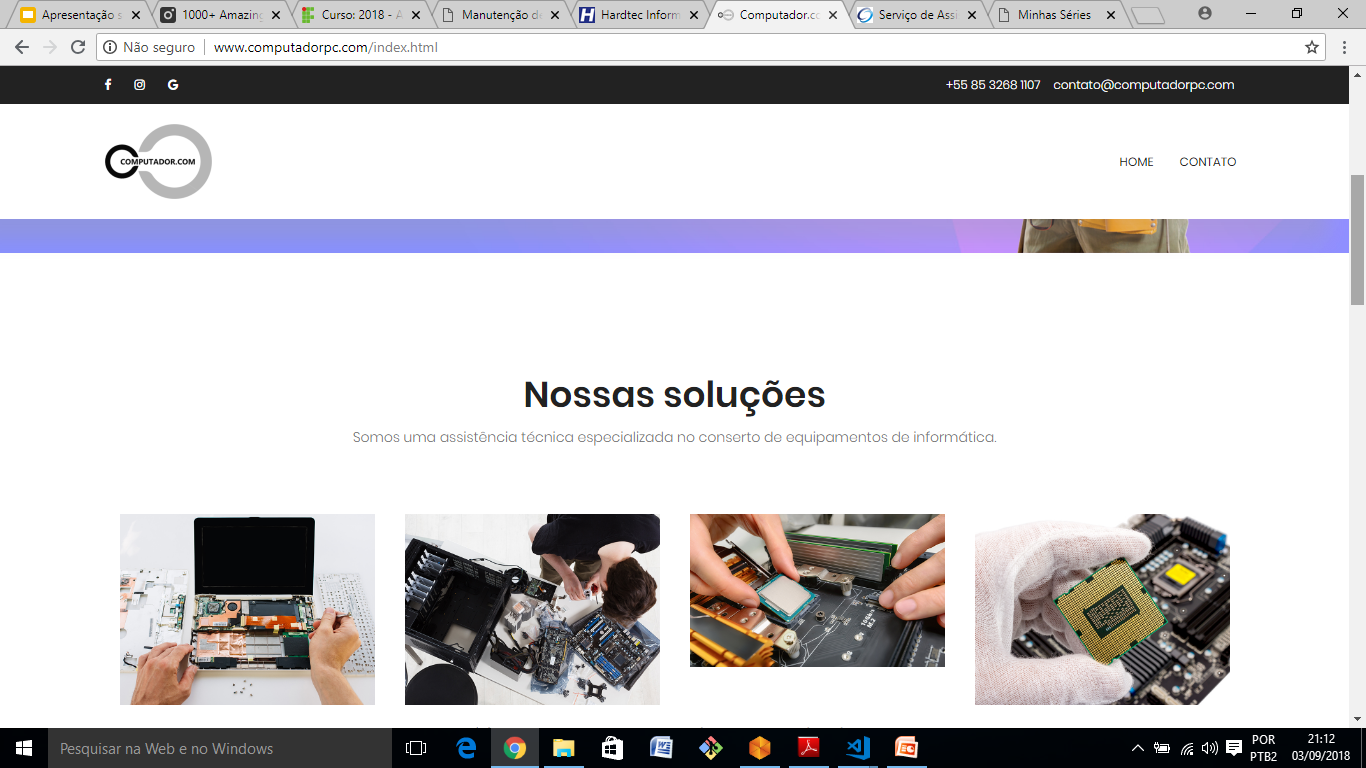 Apresentação s
1000+ Amazing
Curso: 2018 - A
Manutenção de
Hardtec Inform
Computador.co
Serviço de Assi
Minhas Séries
Não seguro
www.computadorpc.com/index.html
+55 85 3268 1107 contato@computadorpc.com
COMPUTADOR.COM
HOME CONTATO
Nossas soluções
Somos uma assistência técnica especializada no conserto de equipamentos de informática.
Pesquisar na Web e no Windows
POR
PTB2
21:12
03/09/2018